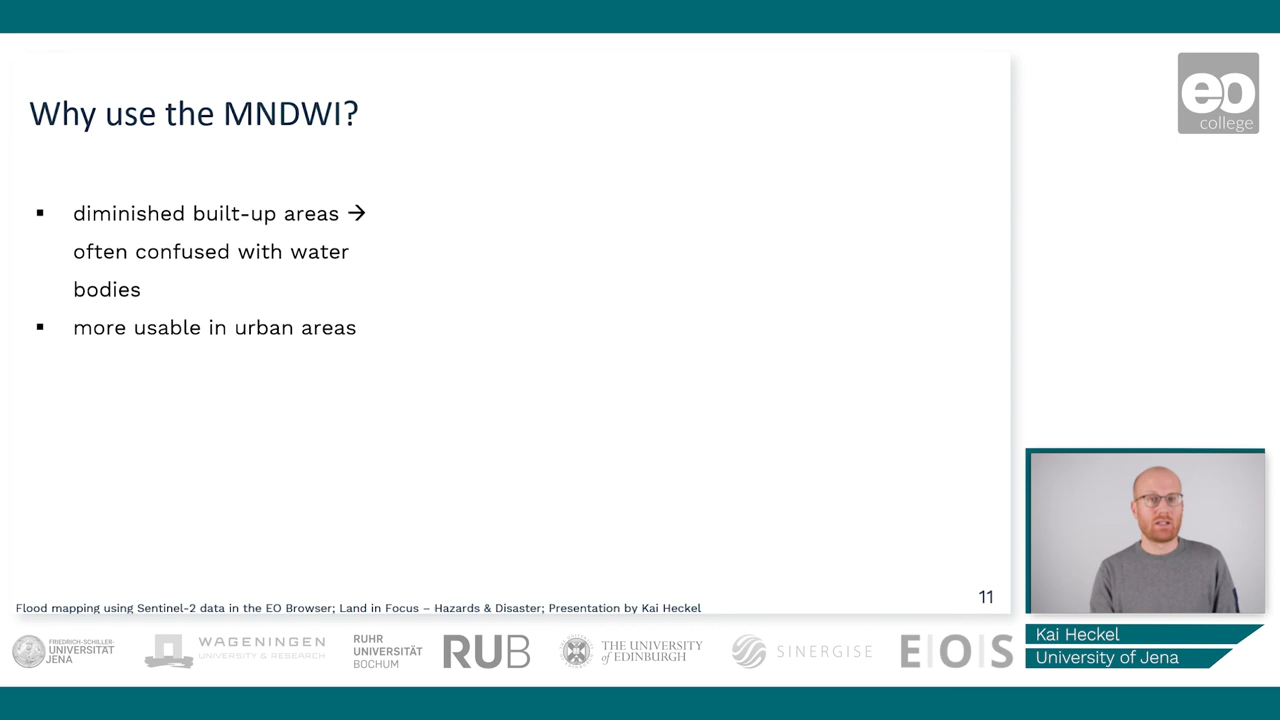 eo
college
Why use the MNDWI?
▪ diminished built-up areas →
often confused with water
bodies
▪ more usable in urban areas
11
Flood mapping using Sentinel-2 data in the EO Browser; Land in Focus – Hazards & Disaster; Presentation by Kai Heckel
Kai Heckel
University of Jena
FRIEDRICH-SCHILLER-
UNIVERSITÄT
JENA
WAGENINGEN
UNIVERSITY & RESEARCH
RUHR
UNIVERSITÄT
BOCHUM
RUB
THE UNIVERSITY
of EDINBURGH
SINERGISE
E|O|S